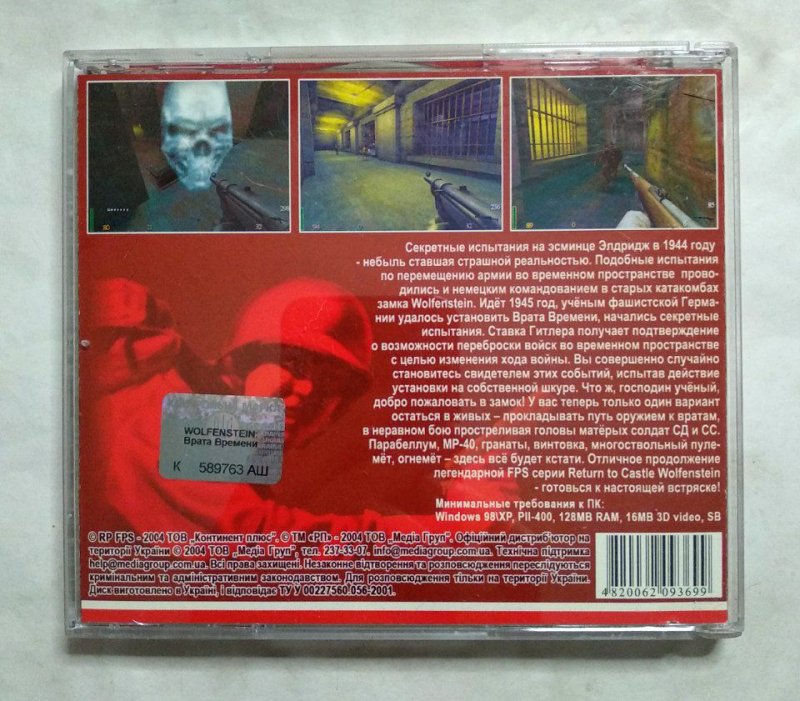 Секретные испытания на эсминце Элдридж в 1944 году
- небыль ставшая страшной реальностью. Подобные испытания
по перемещению армии во временном пространстве прово-
дились и немецким командованием в старых катакомбах
замка Wolfenstein. Идёт 1945 год, учёным фашистской Герма-
нии удалось установить Врата Времени, начались секретные
испытания. Ставка Гитлера получает подтверждение
о возможности переброски войск во временном пространстве
с целью изменения хода войны. Вы совершенно случайно
становитесь свидетелем этих событий, испытав действие
установки на собственной шкуре. Что ж, господин учёный,
добро пожаловать в замок! У вас теперь только один вариант
остаться в живых – прокладывать путь оружием к вратам,
в неравном бою простреливая головы матёрых солдат СД и СС.
Парабеллум, МР-40, гранаты, винтовка, многоствольный пуле-
мёт, огнемёт – здесь всё будет кстати. Отличное продолжение
легендарной FPS серии Return to Castle Wolfenstein
- готовьтесь к настоящей встряске!
Минимальные требования к ПК:
Windows 98\XP, PII-400, 128MB RAM, 16MB 3D video, SB
WOLFENSTEIN:
Врата Времени
К 589763 АШ
© RP FPS - 2004 ТОВ „Континент плюс". © ТМ «РП» - 2004 ТОВ „Медіа Груп". Офіційний дистриб'ютор на
території України © 2004 ТОВ „Медіа Груп", тел. 237-33-07, info@mediagroup.com.ua. Технічна підтримка
help@mediagroup.com.ua. Всі права захищені. Незаконне відтворення та розповсюдження переслідуються
кримінальним та адміністративним законодавством. Для розповсюдження тільки на території України.
Диск виготовлено в Україні, і відповідає ТУ У 00227560.056-2001.
4 820062 093699